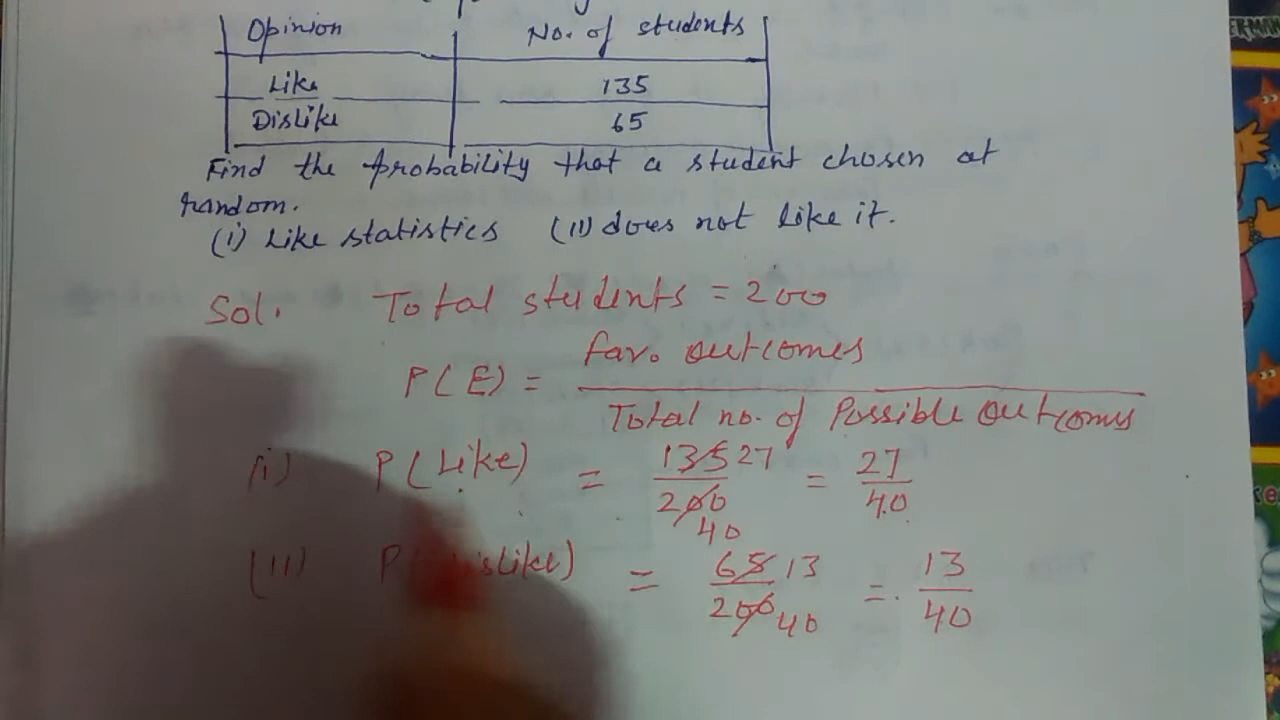 Opinion No. of students
Like 135
Dislike 65
Find the probability that a student chosen at
random.
(i) Like statistics (ii) does not like it.
Sol. Total students = 200
fav. outcomes
P(E) =
Total no. of Possible outcomes
(i) P(Like) = 135 27 / 200 40 = 27/40
(ii) P( islike) = 65 13 / 200 40 = 13/40